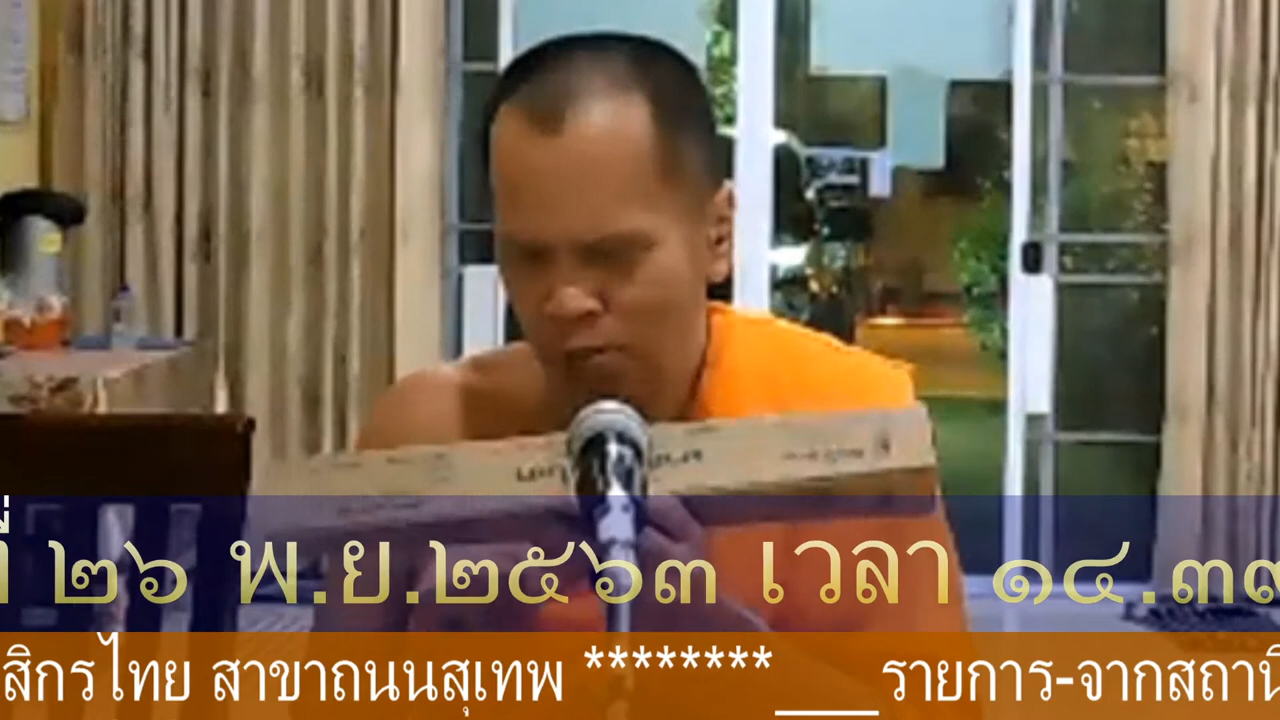 ที่ ๒๖ พ.ย.๒๕๖๓ เวลา ๑๔.๓๙
สิกรไทย สาขาถนนสุเทพ ********____รายการ-จากสถานี